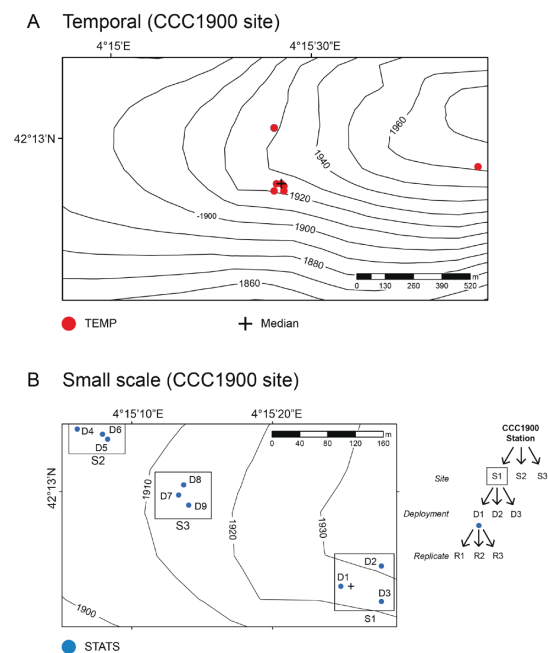 A Temporal (CCC1900 site)
4°15'E 4°15'30"E
42°13'N
1960
1940
1920
-1900
1900
1880
1860
m
0 130 260 390 520
TEMP Median
B Small scale (CCC1900 site)
4°15'10"E 4°15'20"E
m
0 40 80 120 160
D4 D6
D5
S2
42°13'N
D8
D7
D9
S3
1910
1920
1930
1900
D2
D1
D3
S1
STATS
CCC1900
Station
Site S1 S2 S3
Deployment D1 D2 D3
Replicate R1 R2 R3